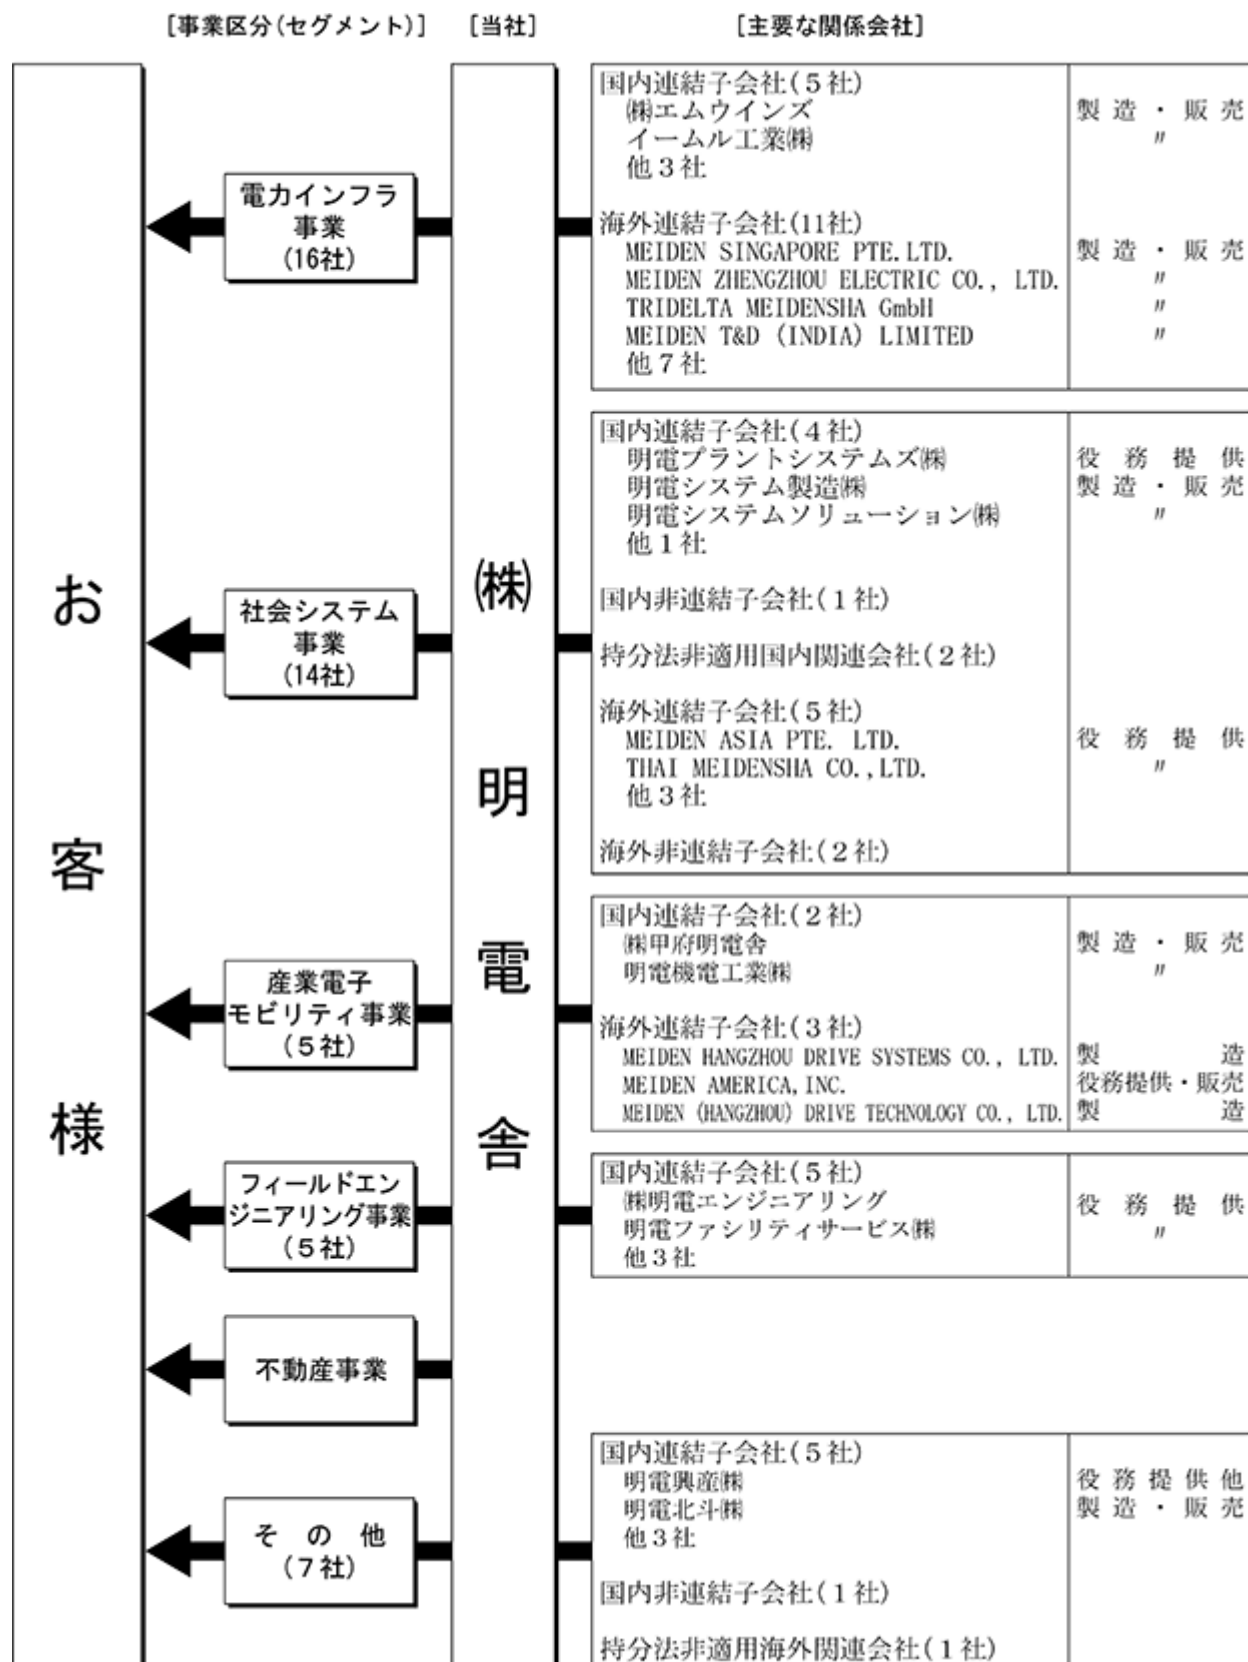 [事業区分(セグメント)] [当社] [主要な関係会社]
お客様
㈱明電舎
電力インフラ
事業
(16社)
国内連結子会社(5社)
㈱エムウインズ 製造・販売
イームル工業㈱ 〃
他3社
海外連結子会社(11社)
MEIDEN SINGAPORE PTE.LTD. 製造・販売
MEIDEN ZHENGZHOU ELECTRIC CO., LTD. 〃
TRIDELTA MEIDENSHA GmbH 〃
MEIDEN T&D (INDIA) LIMITED 〃
他7社
社会システム
事業
(14社)
国内連結子会社(4社)
明電プラントシステムズ㈱ 役務提供
明電システム製造㈱ 製造・販売
明電システムソリューション㈱ 〃
他1社
国内非連結子会社(1社)
持分法非適用国内関連会社(2社)
海外連結子会社(5社)
MEIDEN ASIA PTE. LTD. 役務提供
THAI MEIDENSHA CO.,LTD. 〃
他3社
海外非連結子会社(2社)
産業電子
モビリティ事業
(5社)
国内連結子会社(2社)
㈱甲府明電舎 製造・販売
明電機電工業㈱ 〃
海外連結子会社(3社)
MEIDEN HANGZHOU DRIVE SYSTEMS CO., LTD. 製造
MEIDEN AMERICA,INC. 役務提供・販売
MEIDEN (HANGZHOU) DRIVE TECHNOLOGY CO., LTD. 製造
フィールドエン
ジニアリング事業
(5社)
国内連結子会社(5社)
㈱明電エンジニアリング 役務提供
明電ファシリティサービス㈱ 〃
他3社
不動産事業
その他
(7社)
国内連結子会社(5社)
明電興産㈱ 役務提供他
明電北斗㈱ 製造・販売
他3社
国内非連結子会社(1社)
持分法非適用海外関連会社(1社)